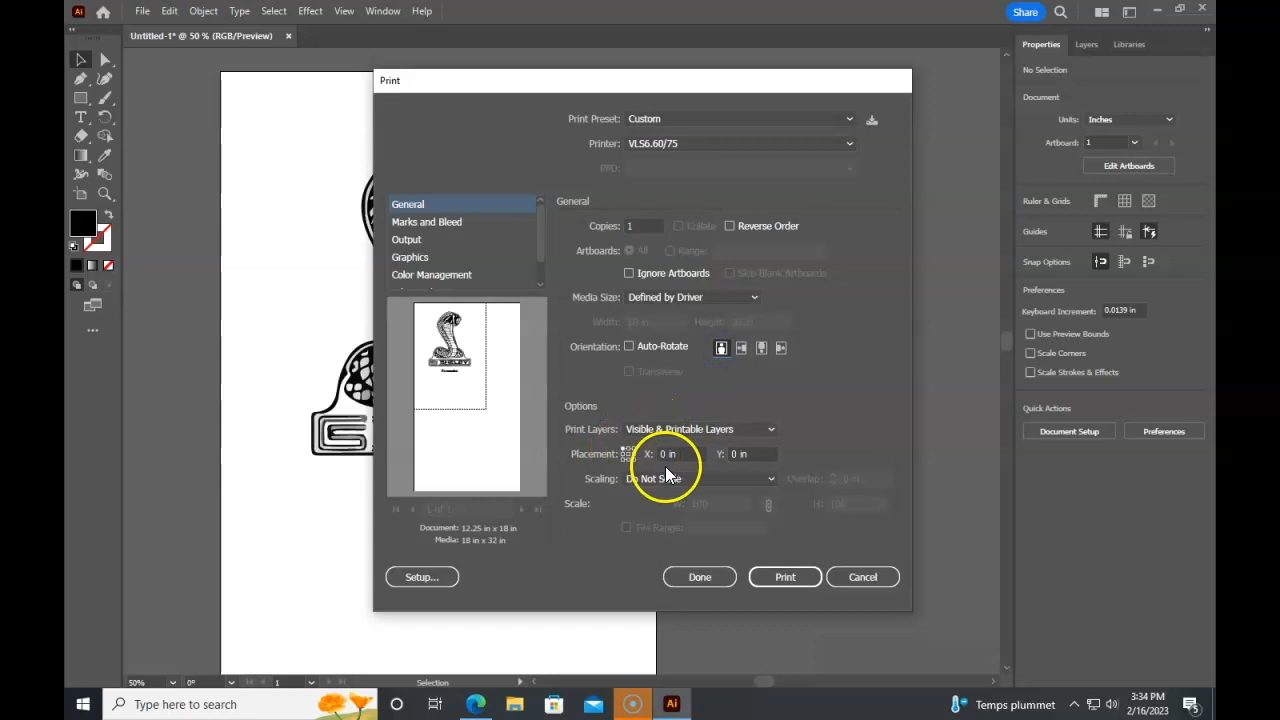 Ai File Edit Object Type Select Effect View Window Help Share
Untitled-1* @ 50 % (RGB/Preview) ×
Properties Layers Libraries
No Selection
Document
Units: Inches
Artboard: 1
Edit Artboards
Ruler & Grids
Guides
Snap Options
Preferences
Keyboard Increment: 0.0139 in
Use Preview Bounds
Scale Corners
Scale Strokes & Effects
Quick Actions
Document Setup Preferences
Print
Print Preset: Custom
Printer: VLS6.60/75
PPD:
General
Marks and Bleed
Output
Graphics
Color Management
General
Copies: 1 Collate Reverse Order
Artboards: All Range:
Ignore Artboards Skip Blank Artboards
Media Size: Defined by Driver
Width: 18 in Height:
Orientation: Auto-Rotate
Transverse
Options
Print Layers: Visible & Printable Layers
Placement: X: 0 in Y: 0 in
Scaling: Do Not Scale Overlap: 0 in
Scale: W: 100 H: 100
Tile Range:
Document: 12.25 in x 18 in
Media: 18 in x 32 in
Setup... Done Print Cancel
50% 0° 1 Selection
Type here to search
Ai
Temps plummet
3:34 PM
2/16/2023